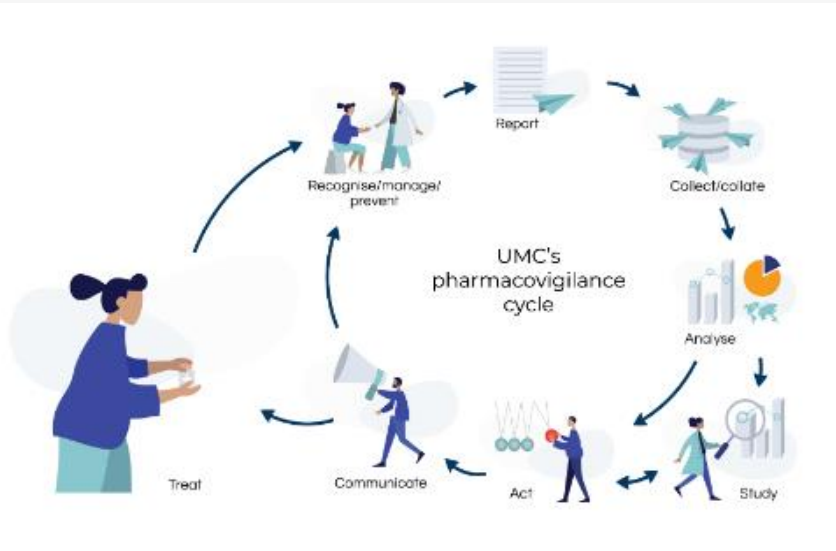 Report
Recognise/manage/
prevent
Collect/collate
UMC's
pharmacovigilance
cycle
Analyse
Treat
Communicate
Act
Study